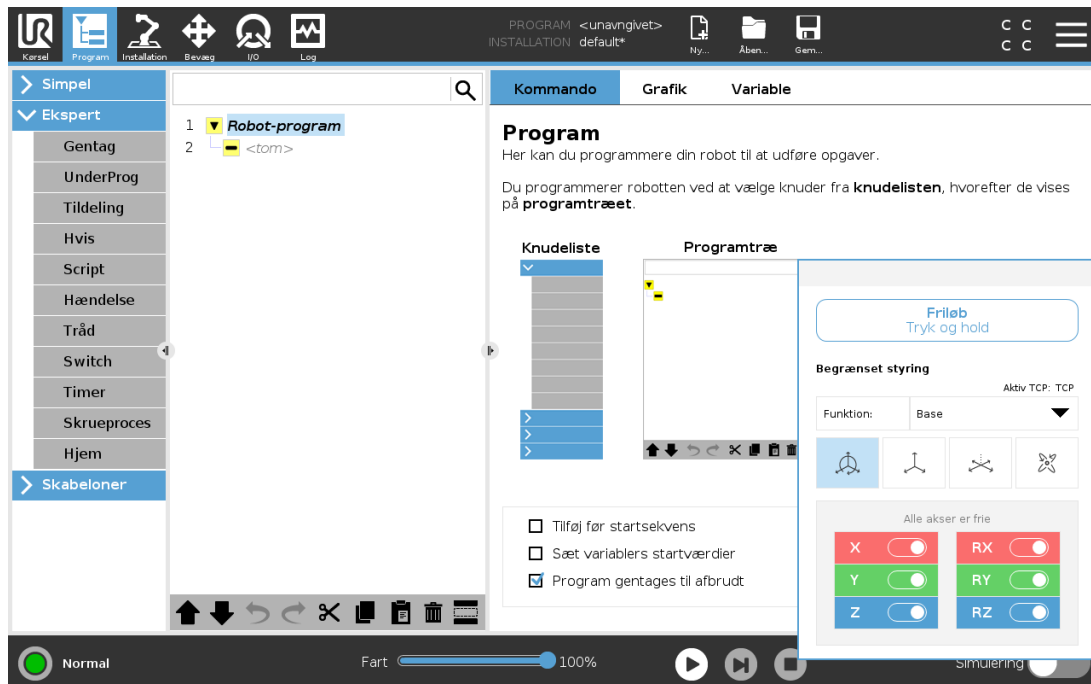 PROGRAM <unavngivet>
INSTALLATION default*
UR
Kørsel
Program
Installation
Bevæg
I/O
Log
Ny...
Åben...
Gem...
C C
C C
Simpel
Ekspert
Gentag
UnderProg
Tildeling
Hvis
Script
Hændelse
Tråd
Switch
Timer
Skrueproces
Hjem
Skabeloner
1 Robot-program
2 <tom>
Kommando
Grafik
Variable
Program
Her kan du programmere din robot til at udføre opgaver.
Du programmerer robotten ved at vælge knuder fra knudelisten, hvorefter de vises
på programtræet.
Knudeliste
Programtræ
Tilføj før startsekvens
Sæt variablers startværdier
Program gentages til afbrudt
Friløb
Tryk og hold
Begrænset styring
Aktiv TCP: TCP
Funktion:
Base
Alle akser er frie
X
RX
Y
RY
Z
RZ
Normal
Fart
100%
Simulering